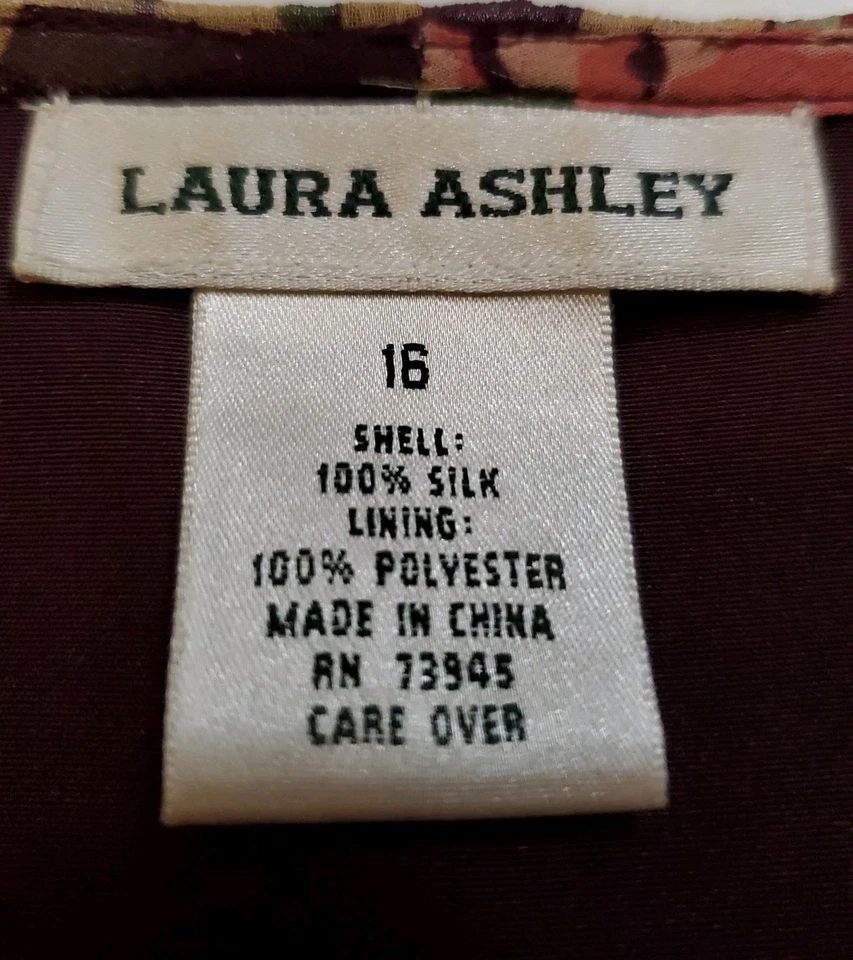 LAURA ASHLEY
16
SHELL:
100% SILK
LINING:
100% POLYESTER
MADE IN CHINA
RN 73945
CARE OVER